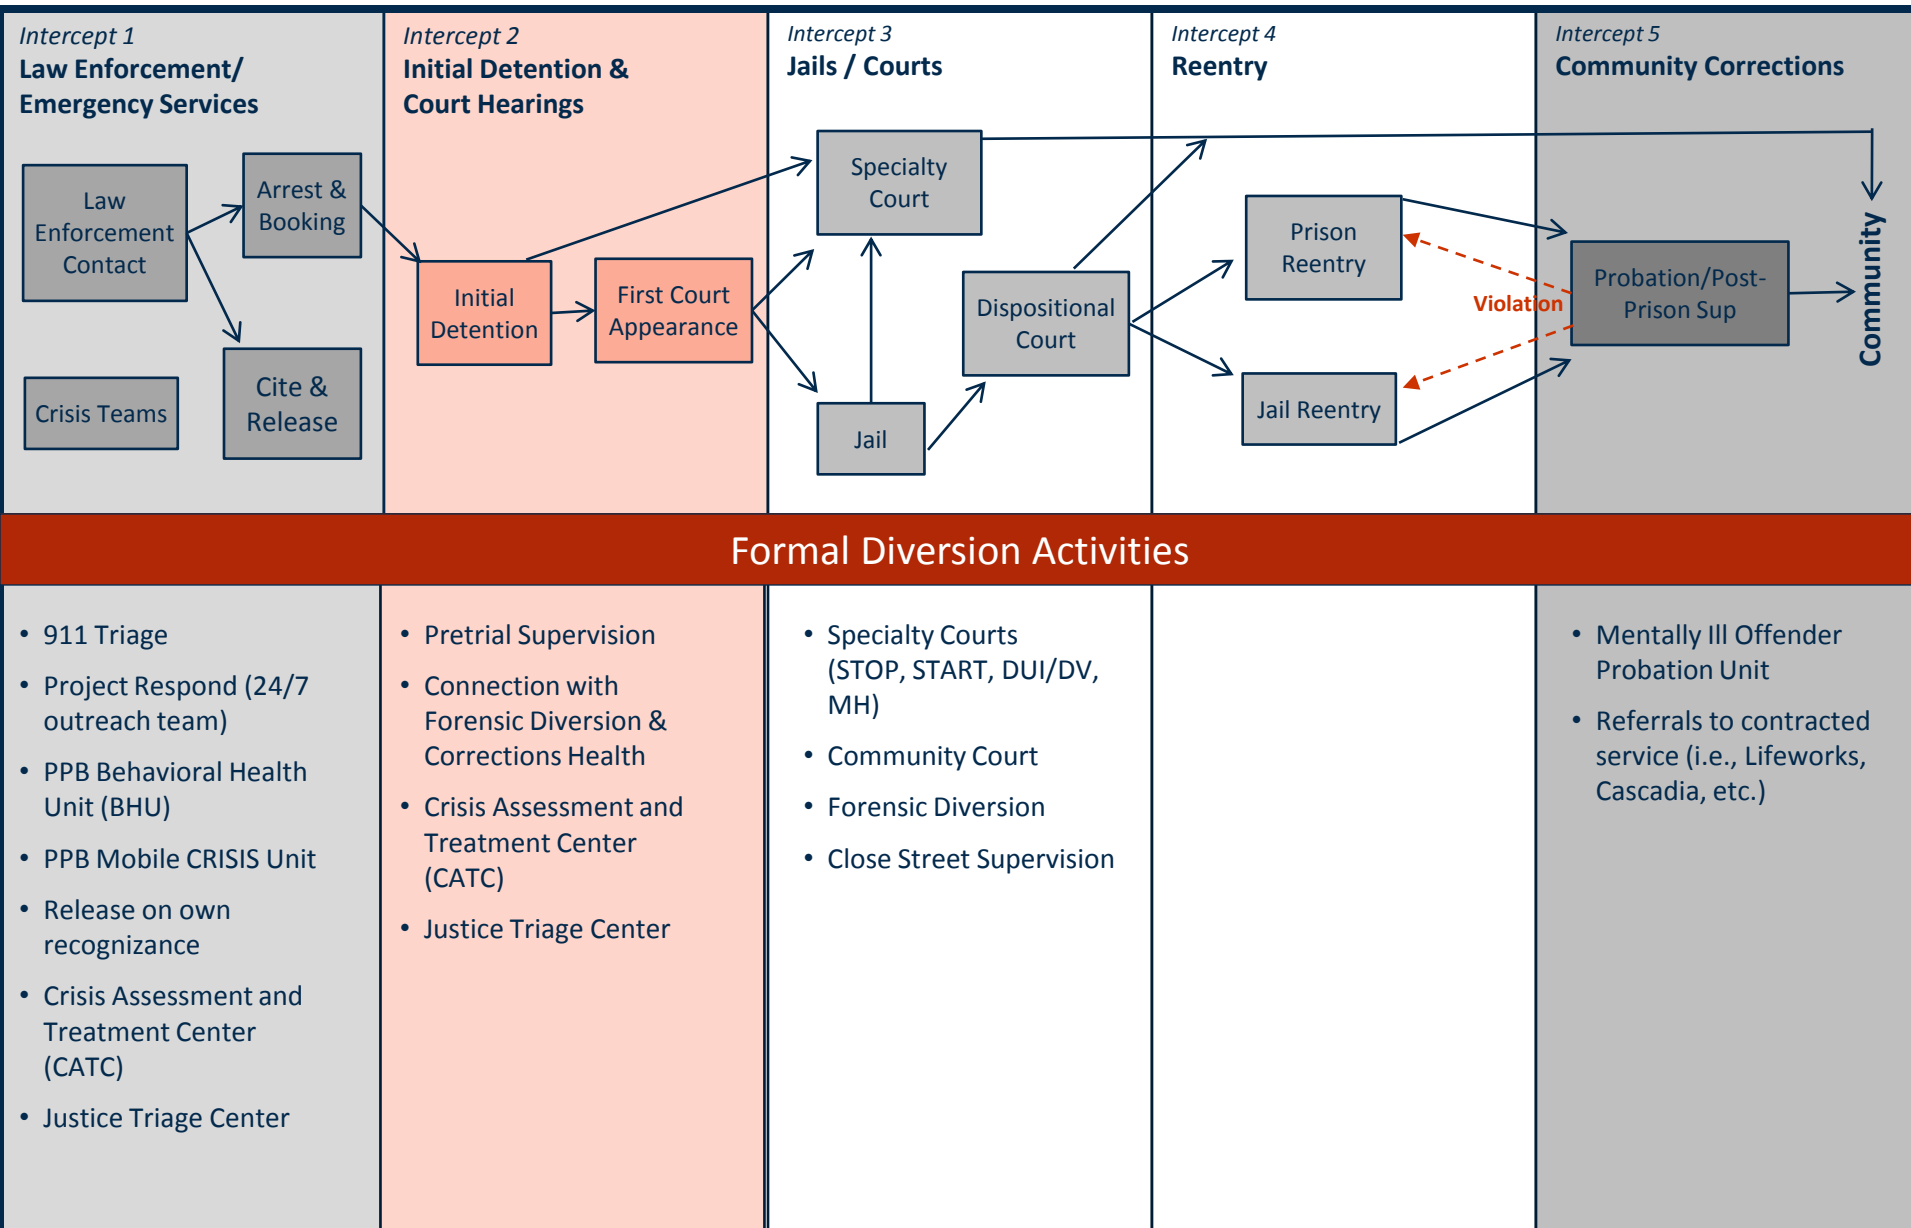 Intercept 1
Law Enforcement/
Emergency Services
Intercept 2
Initial Detention &
Court Hearings
Intercept 3
Jails / Courts
Intercept 4
Reentry
Intercept 5
Community Corrections
Law
Enforcement
Contact
Arrest &
Booking
Crisis Teams
Cite &
Release
Initial
Detention
First Court
Appearance
Specialty
Court
Jail
Dispositional
Court
Prison
Reentry
Jail Reentry
Violation
Probation/Post-
Prison Sup
Community
Formal Diversion Activities
• 911 Triage
• Project Respond (24/7
outreach team)
• PPB Behavioral Health
Unit (BHU)
• PPB Mobile CRISIS Unit
• Release on own
recognizance
• Crisis Assessment and
Treatment Center
(CATC)
• Justice Triage Center
• Pretrial Supervision
• Connection with
Forensic Diversion &
Corrections Health
• Crisis Assessment and
Treatment Center
(CATC)
• Justice Triage Center
• Specialty Courts
(STOP, START, DUI/DV,
MH)
• Community Court
• Forensic Diversion
• Close Street Supervision
• Mentally Ill Offender
Probation Unit
• Referrals to contracted
service (i.e., Lifeworks,
Cascadia, etc.)